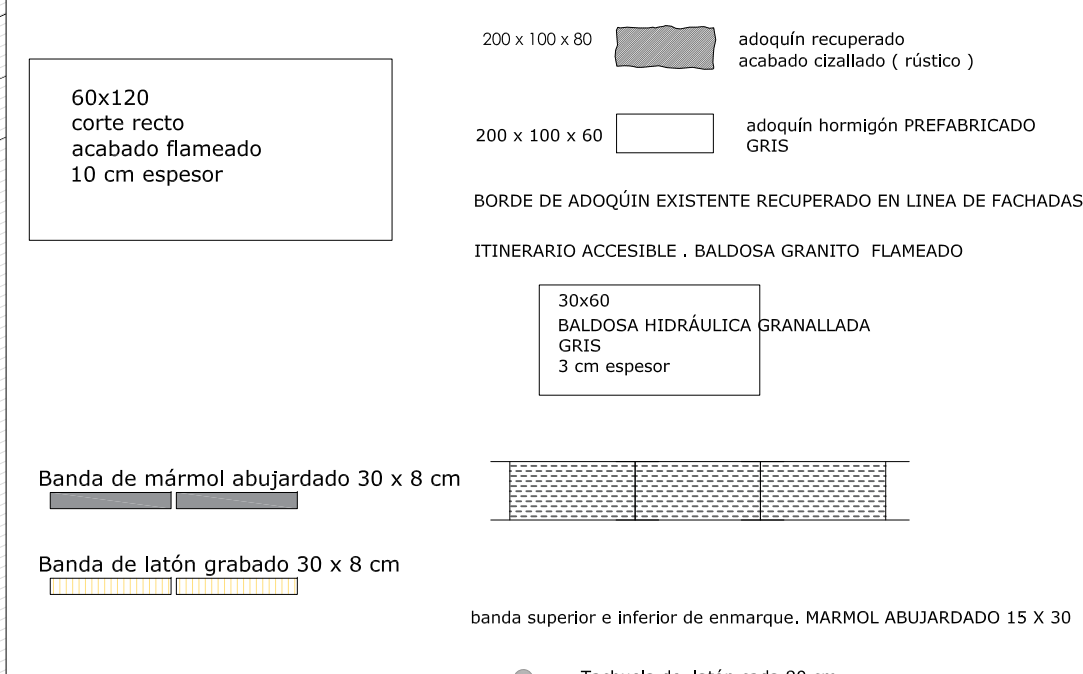 60x120
corte recto
acabado flameado
10 cm espesor
200 x 100 x 80
adoquín recuperado
acabado cizallado ( rústico )
200 x 100 x 60
adoquín hormigón PREFABRICADO
GRIS
BORDE DE ADOQÚIN EXISTENTE RECUPERADO EN LINEA DE FACHADAS
ITINERARIO ACCESIBLE . BALDOSA GRANITO FLAMEADO
30x60
BALDOSA HIDRÁULICA GRANALLADA
GRIS
3 cm espesor
Banda de mármol abujardado 30 x 8 cm
Banda de latón grabado 30 x 8 cm
banda superior e inferior de enmarque. MARMOL ABUJARDADO 15 X 30